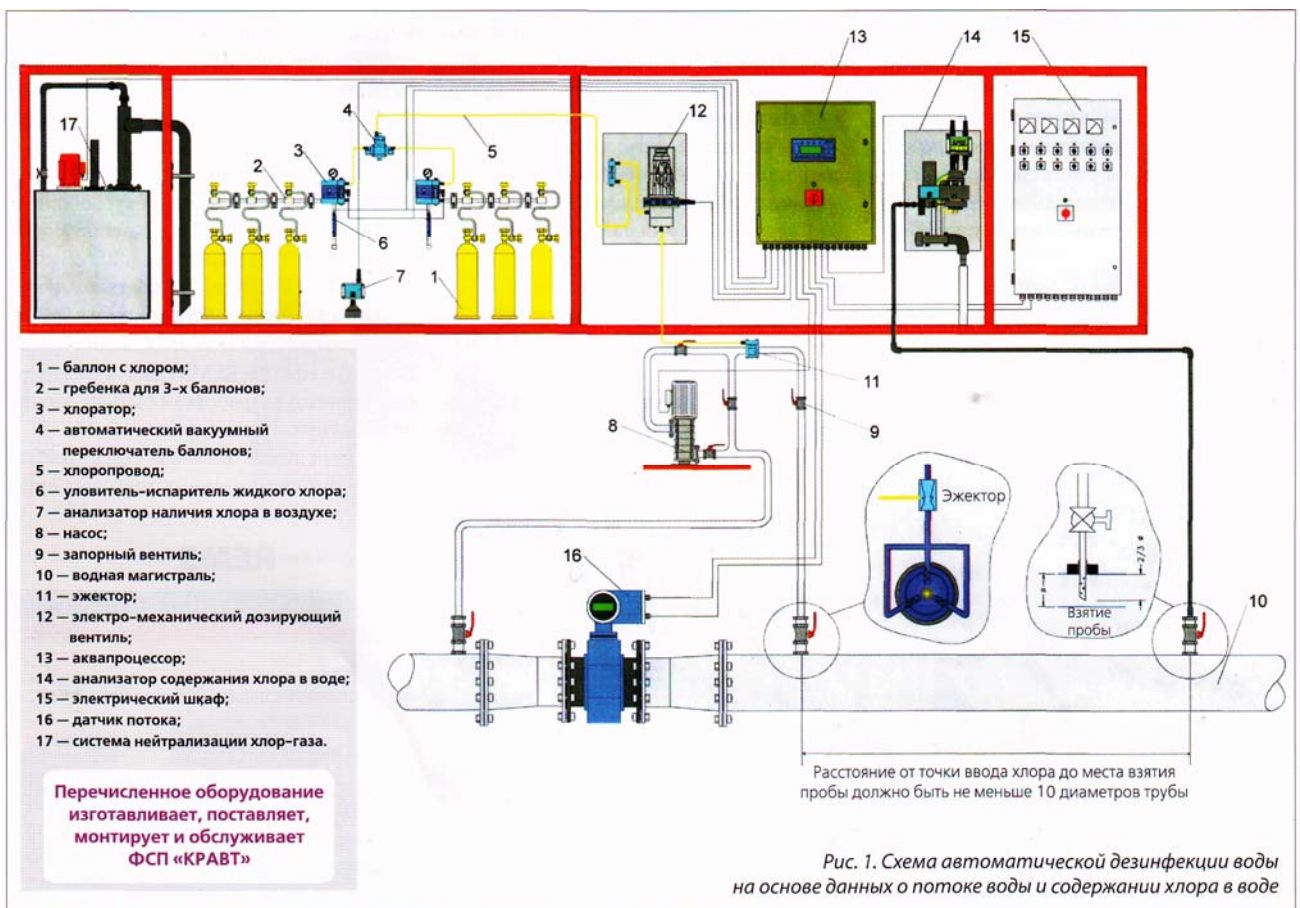 13
14
15
17
4
12
3
5
2
6
7
1
1 — баллон с хлором;
2 — гребенка для 3-х баллонов;
3 — хлоратор;
4 — автоматический вакуумный
переключатель баллонов;
5 — хлоропровод;
6 — уловитель-испаритель жидкого хлора;
7 — анализатор наличия хлора в воздухе;
8 — насос;
9 — запорный вентиль;
10 — водная магистраль;
11 — эжектор;
12 — электро-механический дозирующий
вентиль;
13 — аквапроцессор;
14 — анализатор содержания хлора в воде;
15 — электрический шкаф;
16 — датчик потока;
17 — система нейтрализации хлор-газа.
Перечисленное оборудование
изготавливает, поставляет,
монтирует и обслуживает
ФСП «КРАВТ»
11
8
9
Эжектор
~2/3 ø
Взятие
пробы
16
10
Расстояние от точки ввода хлора до места взятия
пробы должно быть не меньше 10 диаметров трубы
Рис. 1. Схема автоматической дезинфекции воды
на основе данных о потоке воды и содержании хлора в воде